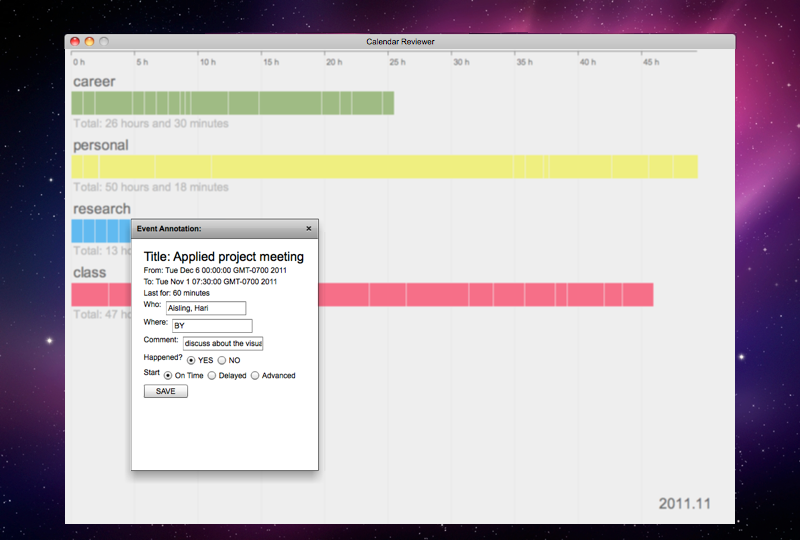 Calendar Reviewer
0 h 5 h 10 h 15 h 20 h 25 h 30 h 35 h 40 h 45 h
career
Total: 26 hours and 30 minutes
personal
Total: 50 hours and 18 minutes
research
Total: 13 ho
class
Total: 47 ho
Event Annotation: ×
Title: Applied project meeting
From: Tue Dec 6 00:00:00 GMT-0700 2011
To: Tue Nov 1 07:30:00 GMT-0700 2011
Last for: 60 minutes
Who: Aisling, Hari
Where: BY
Comment: discuss about the visua
Happened? YES NO
Start On Time Delayed Advanced
SAVE
2011.11